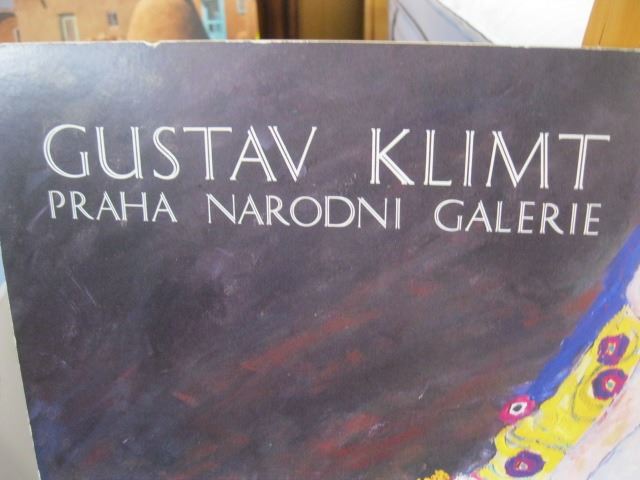 GUSTAV KLIMT
PRAHA NARODNI GALERIE